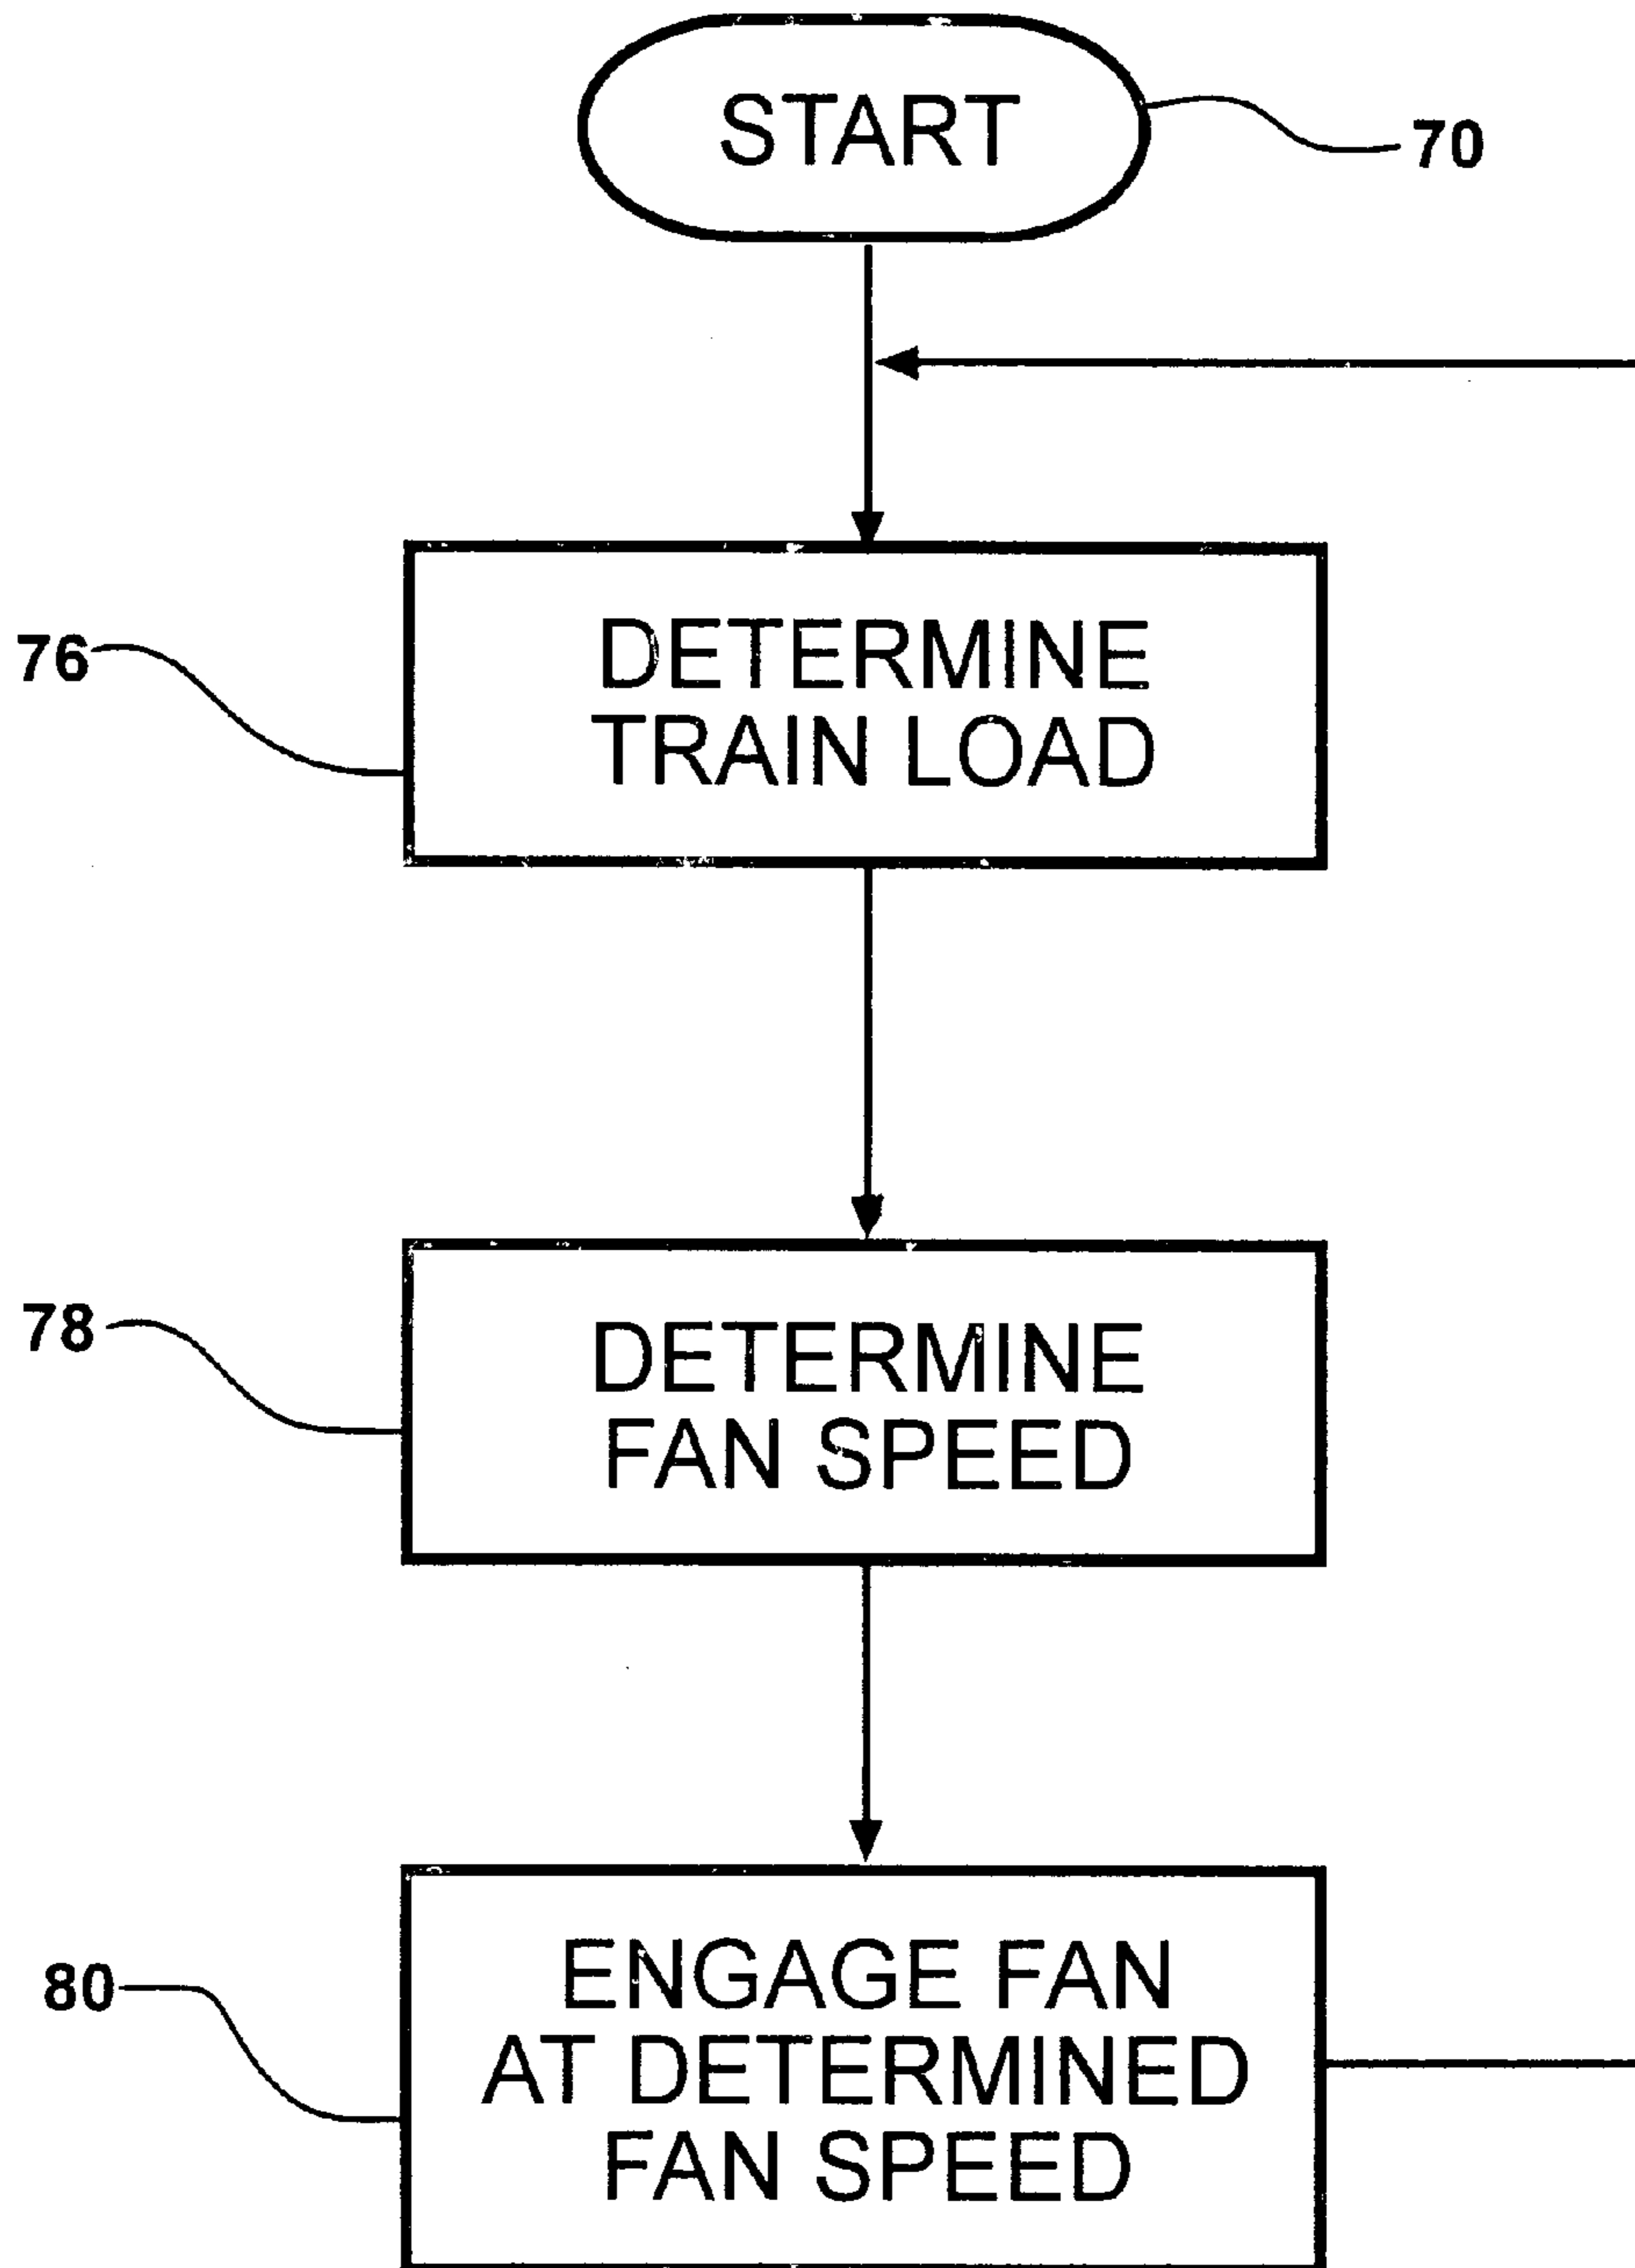 START
70
76
DETERMINE
TRAIN LOAD
78
DETERMINE
FAN SPEED
80
ENGAGE FAN
AT DETERMINED
FAN SPEED